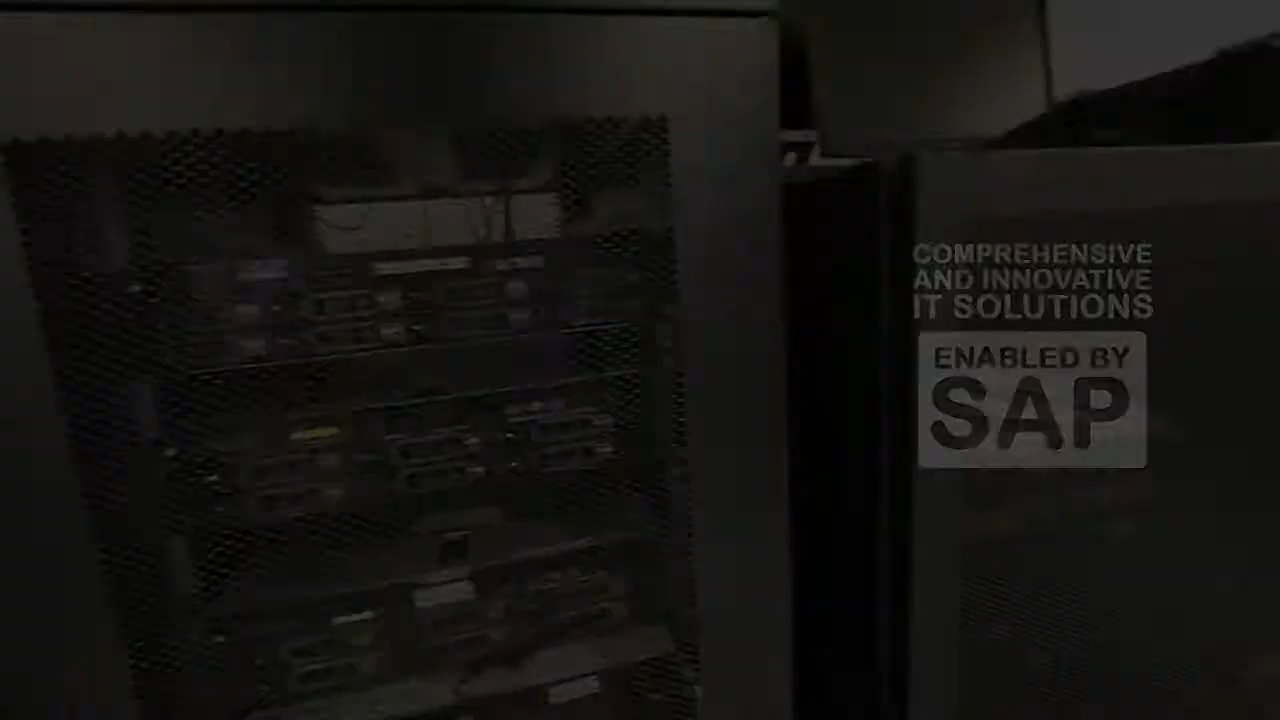 COMPREHENSIVE
AND INNOVATIVE
IT SOLUTIONS
ENABLED BY
SAP